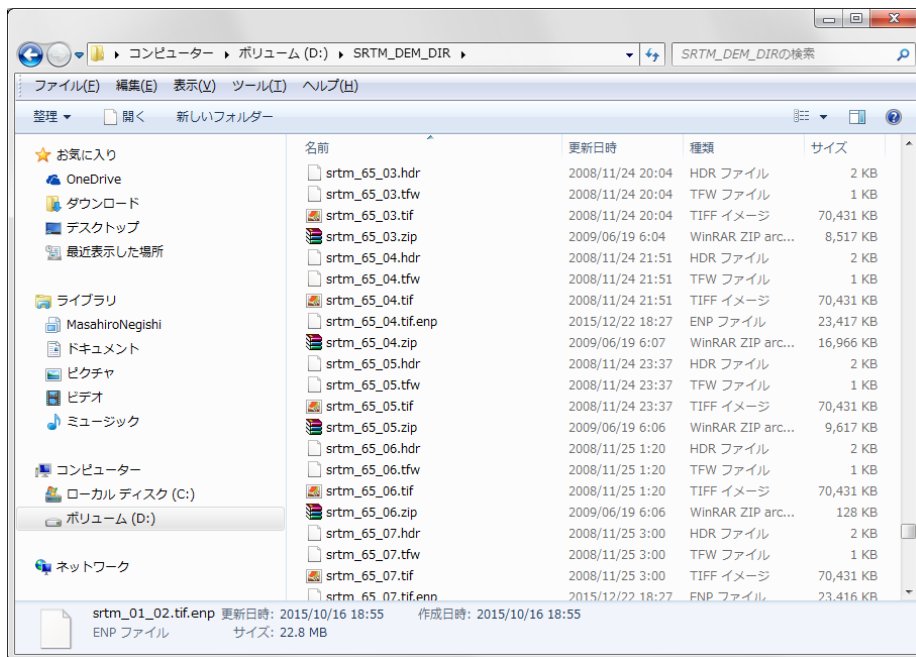 コンピューター ▸ ボリューム (D:) ▸ SRTM_DEM_DIR ▸ SRTM_DEM_DIRの検索
ファイル(F) 編集(E) 表示(V) ツール(T) ヘルプ(H)
整理 開く 新しいフォルダー
お気に入り
OneDrive
ダウンロード
デスクトップ
最近表示した場所
ライブラリ
MasahiroNegishi
ドキュメント
ピクチャ
ビデオ
ミュージック
コンピューター
ローカル ディスク (C:)
ボリューム (D:)
ネットワーク
名前 更新日時 種類 サイズ
srtm_65_03.hdr 2008/11/24 20:04 HDR ファイル 2 KB
srtm_65_03.tfw 2008/11/24 20:04 TFW ファイル 1 KB
srtm_65_03.tif 2008/11/24 20:04 TIFF イメージ 70,431 KB
srtm_65_03.zip 2009/06/19 6:04 WinRAR ZIP arc... 8,517 KB
srtm_65_04.hdr 2008/11/24 21:51 HDR ファイル 2 KB
srtm_65_04.tfw 2008/11/24 21:51 TFW ファイル 1 KB
srtm_65_04.tif 2008/11/24 21:51 TIFF イメージ 70,431 KB
srtm_65_04.tif.enp 2015/12/22 18:27 ENP ファイル 23,417 KB
srtm_65_04.zip 2009/06/19 6:07 WinRAR ZIP arc... 16,966 KB
srtm_65_05.hdr 2008/11/24 23:37 HDR ファイル 2 KB
srtm_65_05.tfw 2008/11/24 23:37 TFW ファイル 1 KB
srtm_65_05.tif 2008/11/24 23:37 TIFF イメージ 70,431 KB
srtm_65_05.zip 2009/06/19 6:06 WinRAR ZIP arc... 9,617 KB
srtm_65_06.hdr 2008/11/25 1:20 HDR ファイル 2 KB
srtm_65_06.tfw 2008/11/25 1:20 TFW ファイル 1 KB
srtm_65_06.tif 2008/11/25 1:20 TIFF イメージ 70,431 KB
srtm_65_06.zip 2009/06/19 6:06 WinRAR ZIP arc... 128 KB
srtm_65_07.hdr 2008/11/25 3:00 HDR ファイル 2 KB
srtm_65_07.tfw 2008/11/25 3:00 TFW ファイル 1 KB
srtm_65_07.tif 2008/11/25 3:00 TIFF イメージ 70,431 KB
srtm_65_07.tif.enp 2015/12/22 18:27 ENP ファイル 23,416 KB
srtm_01_02.tif.enp 更新日時: 2015/10/16 18:55 作成日時: 2015/10/16 18:55
ENP ファイル サイズ: 22.8 MB